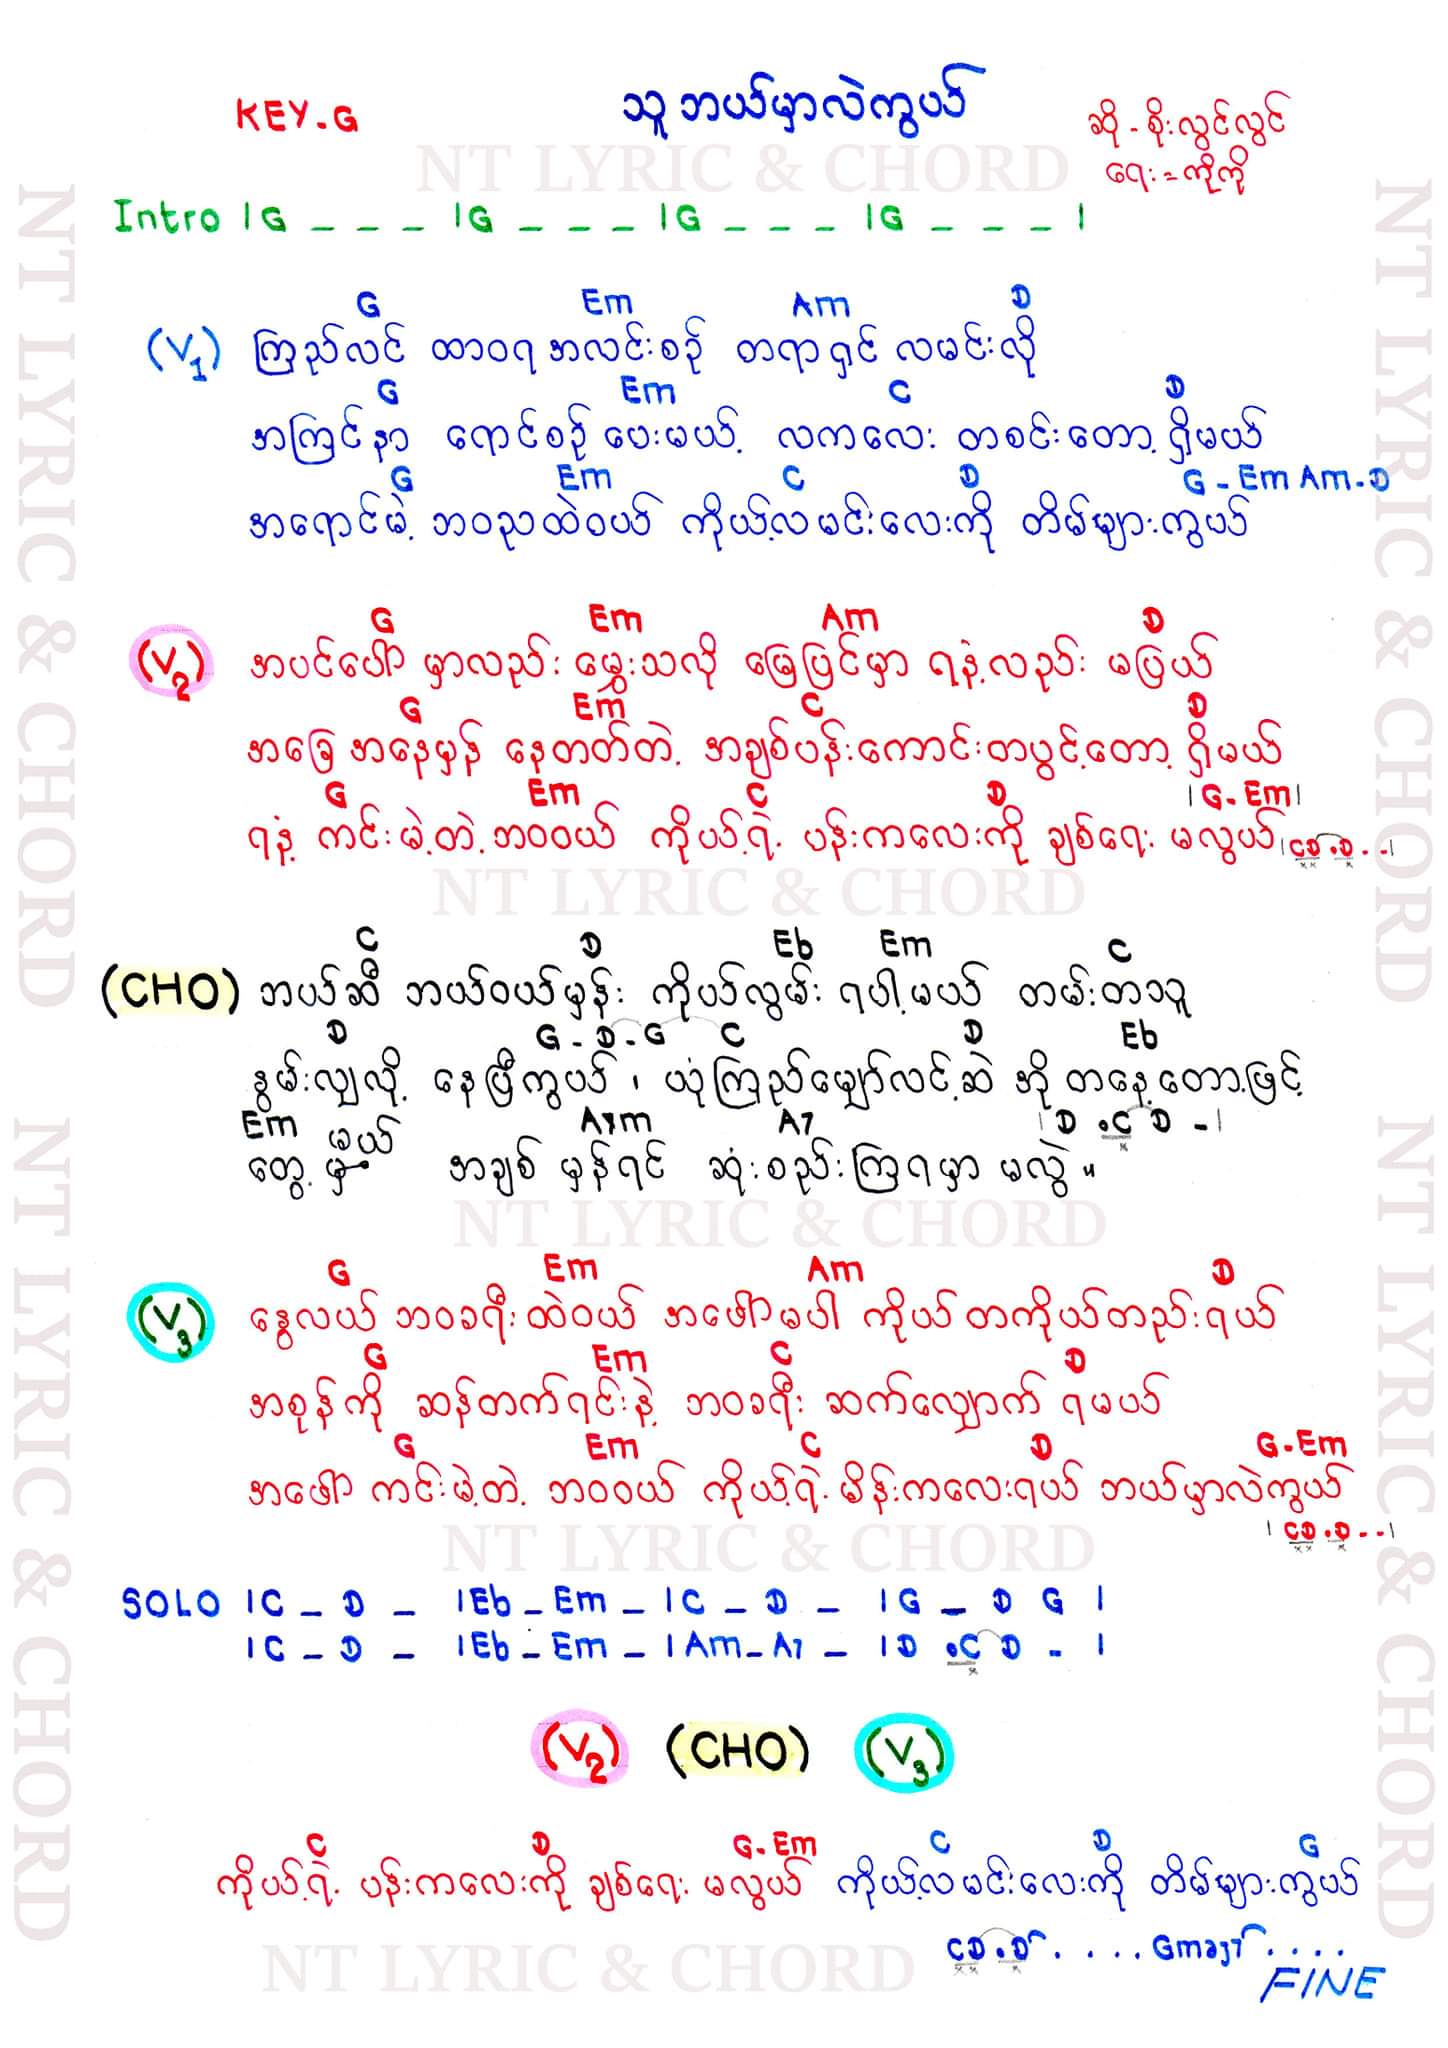 KEY-G
သူဘယ်မှာလဲကွယ်
ဆို - စိုးလွင်လွင်
ရေး = ကိုကို
NT LYRIC & CHORD
Intro | G _ _ _ | G _ _ _ | G _ _ _ | G _ _ _ |
G Em Am D
(V1) ကြည်လင် ထာဝရအလင်းစဉ် တရာရှင် လမင်းလို
G Em C D
အကြင်နာ ရောင်စဉ်ပေးမယ့် လကလေး တစင်းတော့ ရှိမယ်
G Em C D G - Em Am - D
အရောင်မဲ့ ဘဝညထဲဝယ် ကိုယ့်လမင်းလေးကို တိမ်များကွယ်
G Em Am D
(V2) အပင်ပေါ်မှာလည်း မွှေးသလို မြေပြင်မှာ ရနံ့လည်း မပြယ်
G Em C D
အခြေအနေမှန် နေတတ်တဲ့ အချစ်ပန်းကောင်းတပွင့်တော့ ရှိမယ်
G Em C D | G - Em |
ရနံ့ ကင်းမဲ့တဲ့ဘဝဝယ် ကိုယ့်ရဲ့ ပန်းကလေးကို ချစ်ရေး မလွယ် | CD . D . - |
NT LYRIC & CHORD
C D Eb Em C
(CHO) ဘယ်ဆီ ဘယ်ဝယ်မှန်း ကိုယ်လွမ်း ရပါ့မယ် တမ်းတသူ
D G - D - G C D Eb
နွမ်းလျလို့ နေပြီကွယ် ၊ ယုံကြည်မျှော်လင့်ဆဲ အို တနေ့တော့ဖြင့်
Em Am A7 | D . C D - |
တွေ့ မယ် အချစ် မှန်ရင် ဆုံးစည်းကြရမှာ မလွဲ ။
NT LYRIC & CHORD
G Em Am D
(V3) နွေလယ် ဘဝခရီးထဲဝယ် အဖော်မပါ ကိုယ်တကိုယ်တည်းရယ်
G Em C D
အစုန်ကို ဆန်တက်ရင်းနဲ့ ဘဝခရီး ဆက်လျှောက် ရမယ်
G Em C D G - Em
အဖော် ကင်းမဲ့တဲ့ ဘဝဝယ် ကိုယ့်ရဲ့မိန်းကလေးရယ် ဘယ်မှာလဲကွယ်
| CD . D - - |
NT LYRIC & CHORD
SOLO | C _ D _ | Eb _ Em _ | C _ D _ | G _ D G |
| C _ D _ | Eb _ Em _ | Am _ A7 _ | D . C D - |
(V2) (CHO) (V3)
C D G - Em C D G
ကိုယ့်ရဲ့ ပန်းကလေးကို ချစ်ရေး မလွယ် ကိုယ့်လမင်းလေးကို တိမ်များကွယ်
CD . D . . . . Gmaj7 . . . .
NT LYRIC & CHORD
FINE
NT LYRIC & CHORD
NT LYRIC & CHORD
NT LYRIC & CHORD
NT LYRIC & CHORD